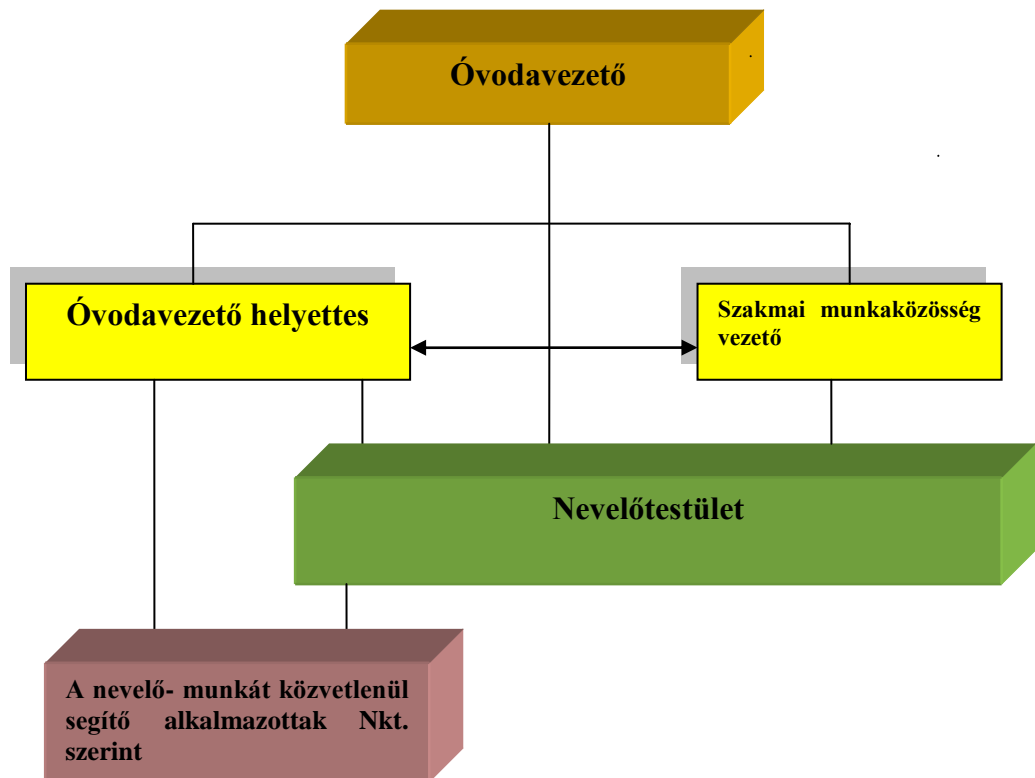 Óvodavezető
Óvodavezető helyettes
Szakmai munkaközösség
vezető
Nevelőtestület
A nevelő- munkát közvetlenül
segítő alkalmazottak Nkt.
szerint